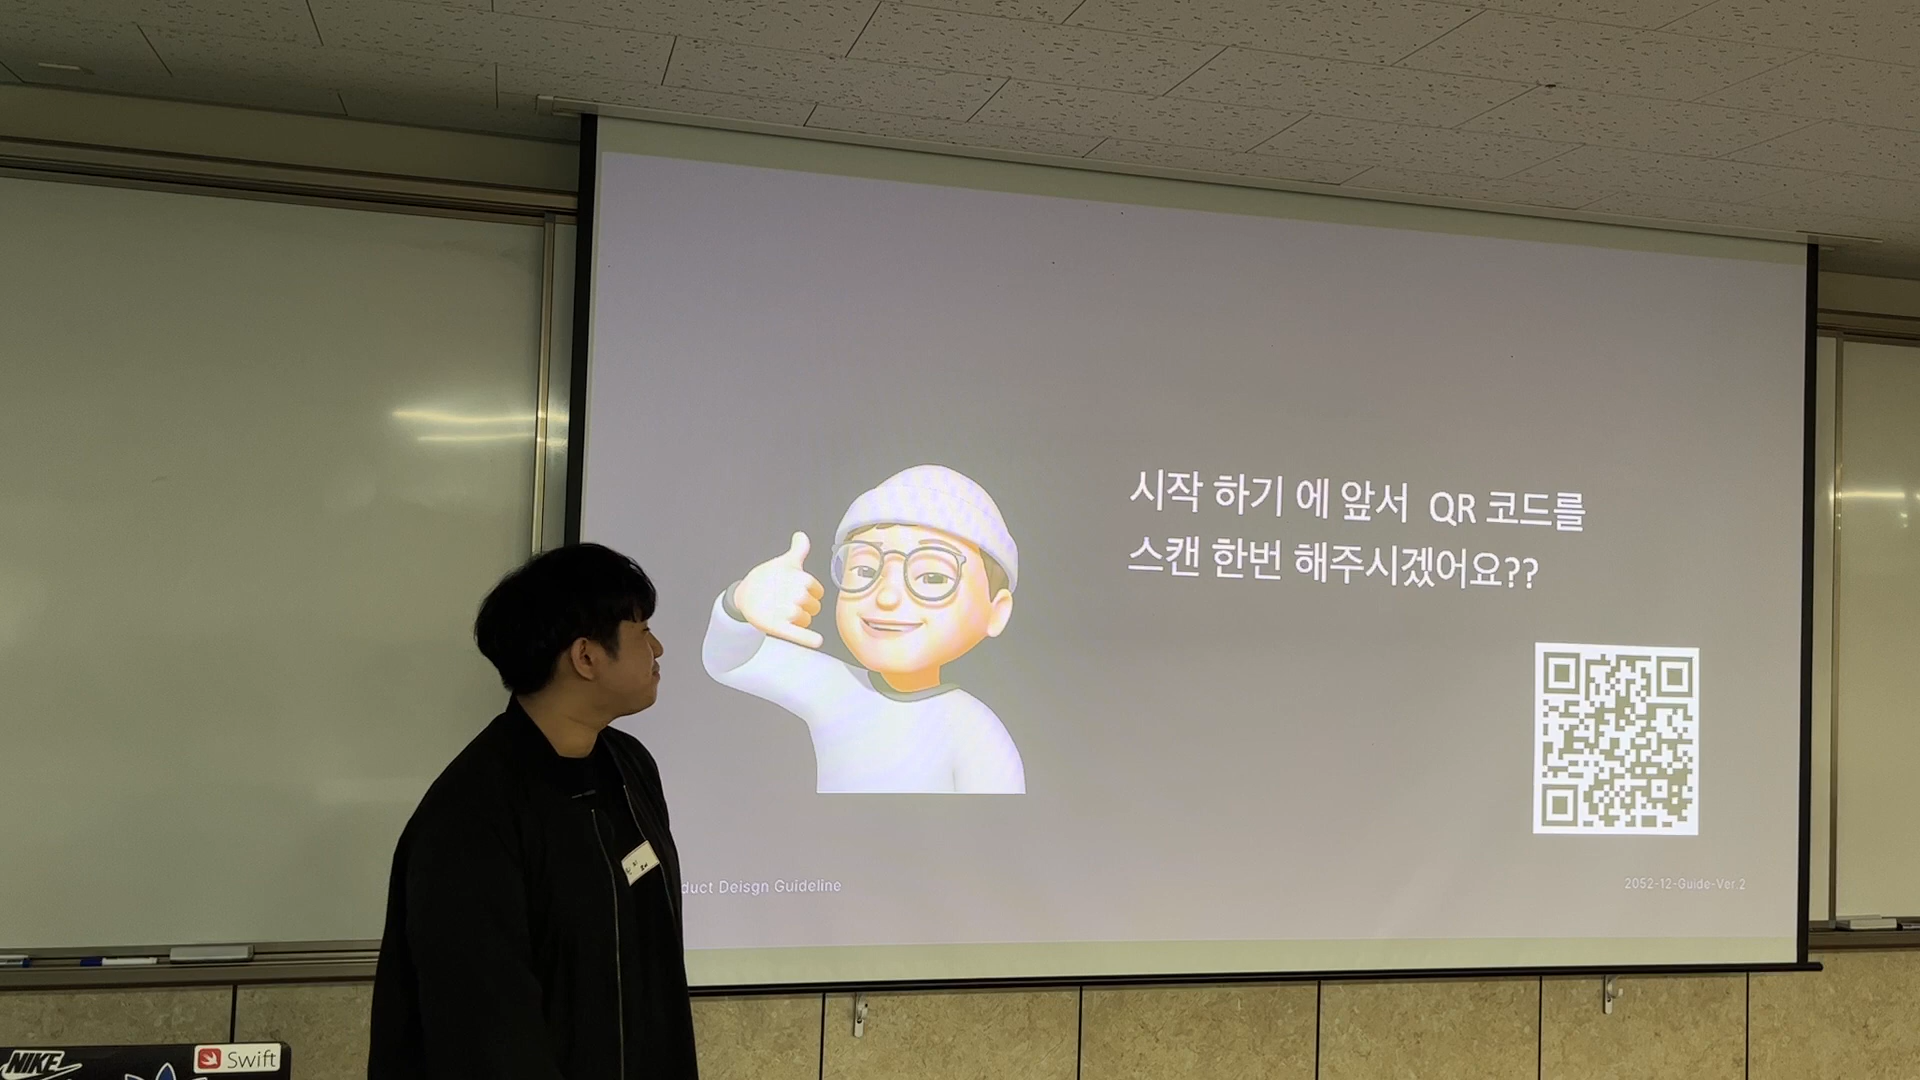 시작 하기 에 앞서 QR 코드를
스캔 한번 해주시겠어요??
duct Deisgn Guideline
2052-12-Guide-Ver.2
NIKE
Swift